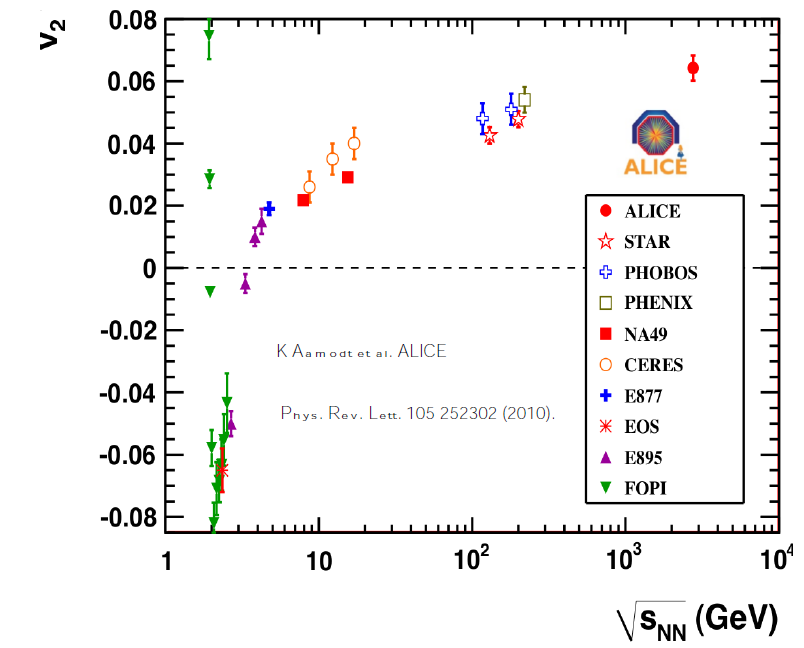 v2
0.08
0.06
0.04
0.02
0
-0.02
-0.04
-0.06
-0.08
ALICE
ALICE
STAR
PHOBOS
PHENIX
NA49
CERES
E877
EOS
E895
FOPI
K Aamodt et al. ALICE
Phys. Rev. Lett. 105 252302 (2010).
1 10 10² 10³ 10⁴
√sNN (GeV)